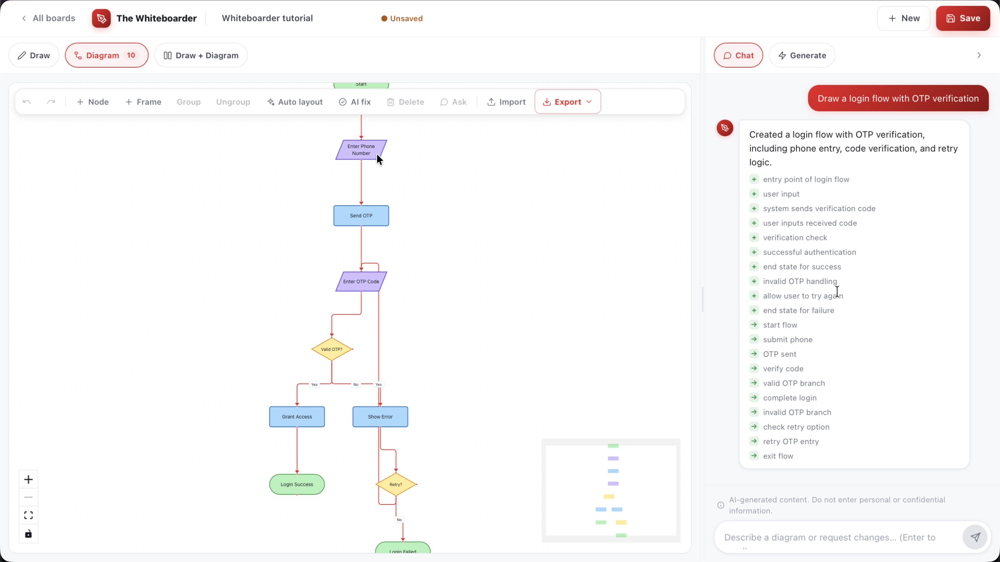 All boards
The Whiteboarder
Whiteboarder tutorial
Unsaved
New
Save
Draw
Diagram 10
Draw + Diagram
Chat
Generate
Start
Node
Frame
Group
Ungroup
Auto layout
AI fix
Delete
Ask
Import
Export
Enter Phone
Number
Send OTP
Enter OTP Code
Valid OTP?
Yes
No
Yes
Grant Access
Show Error
Login Success
Retry?
No
Login Failed
Draw a login flow with OTP verification
Created a login flow with OTP verification,
including phone entry, code verification, and retry
logic.
entry point of login flow
user input
system sends verification code
user inputs received code
verification check
successful authentication
end state for success
invalid OTP handling
allow user to try again
end state for failure
start flow
submit phone
OTP sent
verify code
valid OTP branch
complete login
invalid OTP branch
check retry option
retry OTP entry
exit flow
AI-generated content. Do not enter personal or confidential
information.
Describe a diagram or request changes... (Enter to